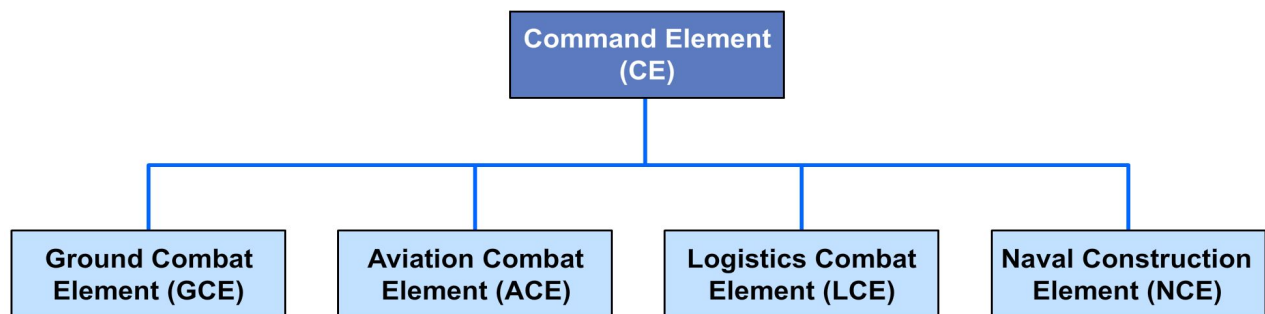 Command Element
(CE)
Ground Combat
Element (GCE)
Aviation Combat
Element (ACE)
Logistics Combat
Element (LCE)
Naval Construction
Element (NCE)